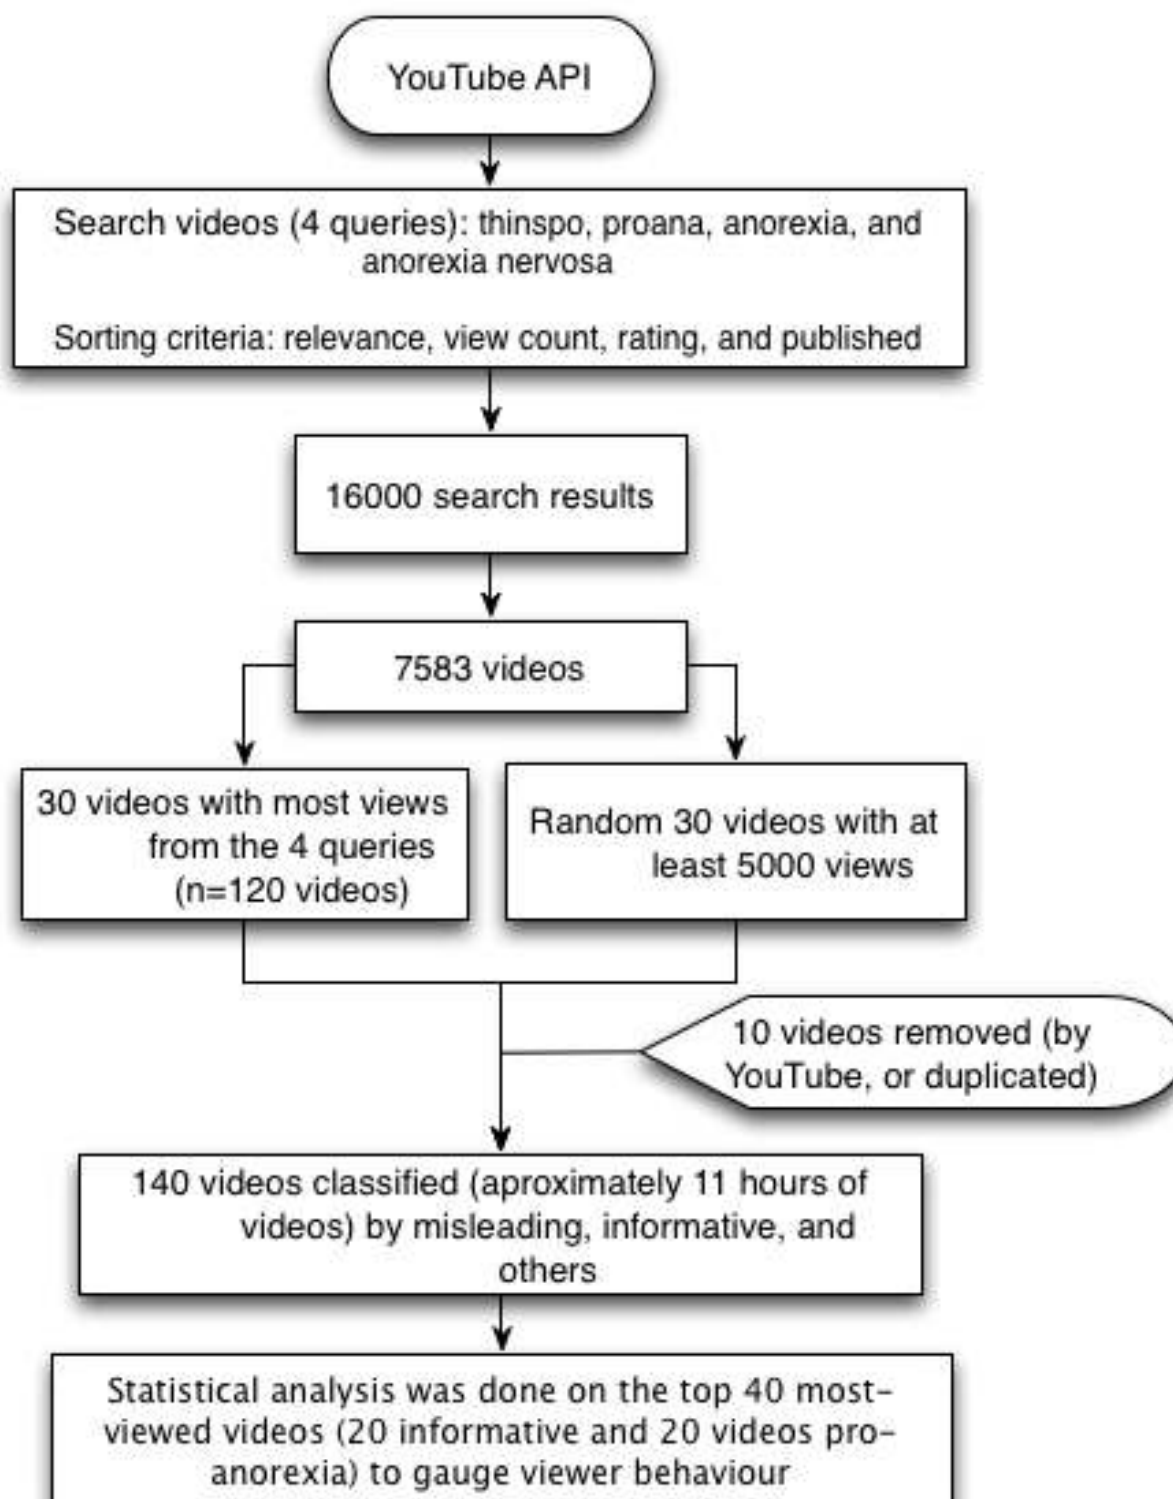 YouTube API
Search videos (4 queries): thinspo, proana, anorexia, and
anorexia nervosa
Sorting criteria: relevance, view count, rating, and published
16000 search results
7583 videos
30 videos with most views
from the 4 queries
(n=120 videos)
Random 30 videos with at
least 5000 views
10 videos removed (by
YouTube, or duplicated)
140 videos classified (aproximately 11 hours of
videos) by misleading, informative, and
others
Statistical analysis was done on the top 40 most-
viewed videos (20 informative and 20 videos pro-
anorexia) to gauge viewer behaviour